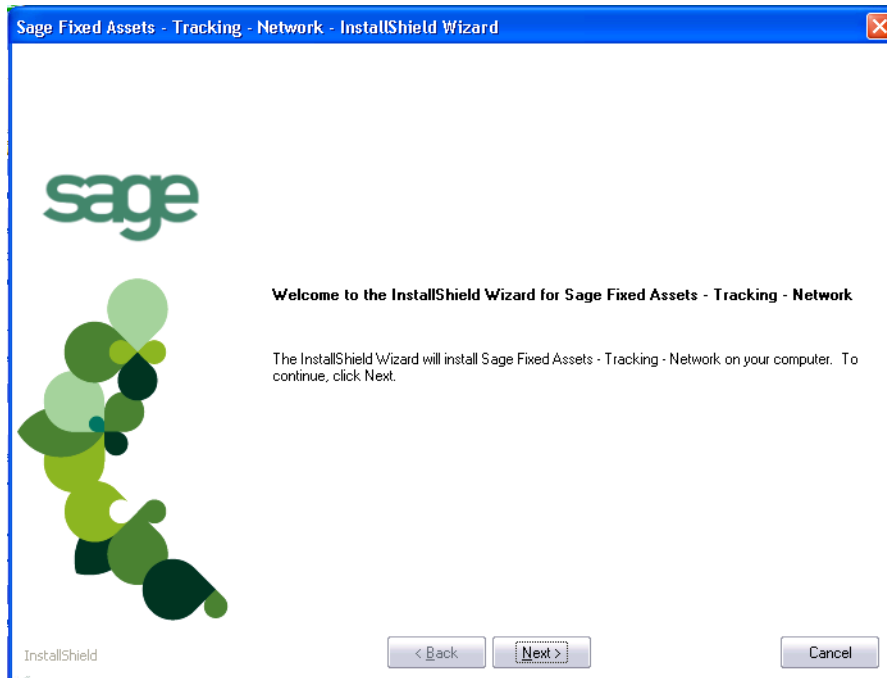 Sage Fixed Assets - Tracking - Network - InstallShield Wizard
sage
Welcome to the InstallShield Wizard for Sage Fixed Assets - Tracking - Network
The InstallShield Wizard will install Sage Fixed Assets - Tracking - Network on your computer. To
continue, click Next.
InstallShield
< Back
Next >
Cancel